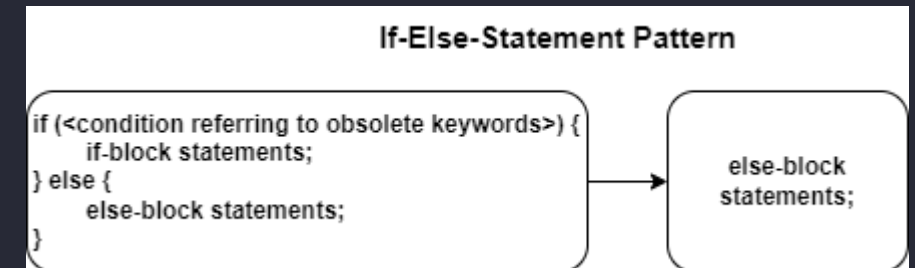 If-Else-Statement Pattern
if (<condition referring to obsolete keywords>) {
if-block statements;
} else {
else-block statements;
}
else-block
statements;